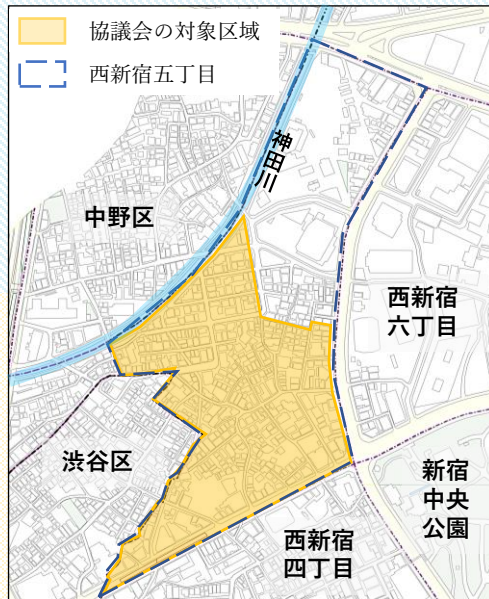 協議会の対象区域
西新宿五丁目
神田川
中野区
西新宿
六丁目
渋谷区
新宿
中央
公園
西新宿
四丁目